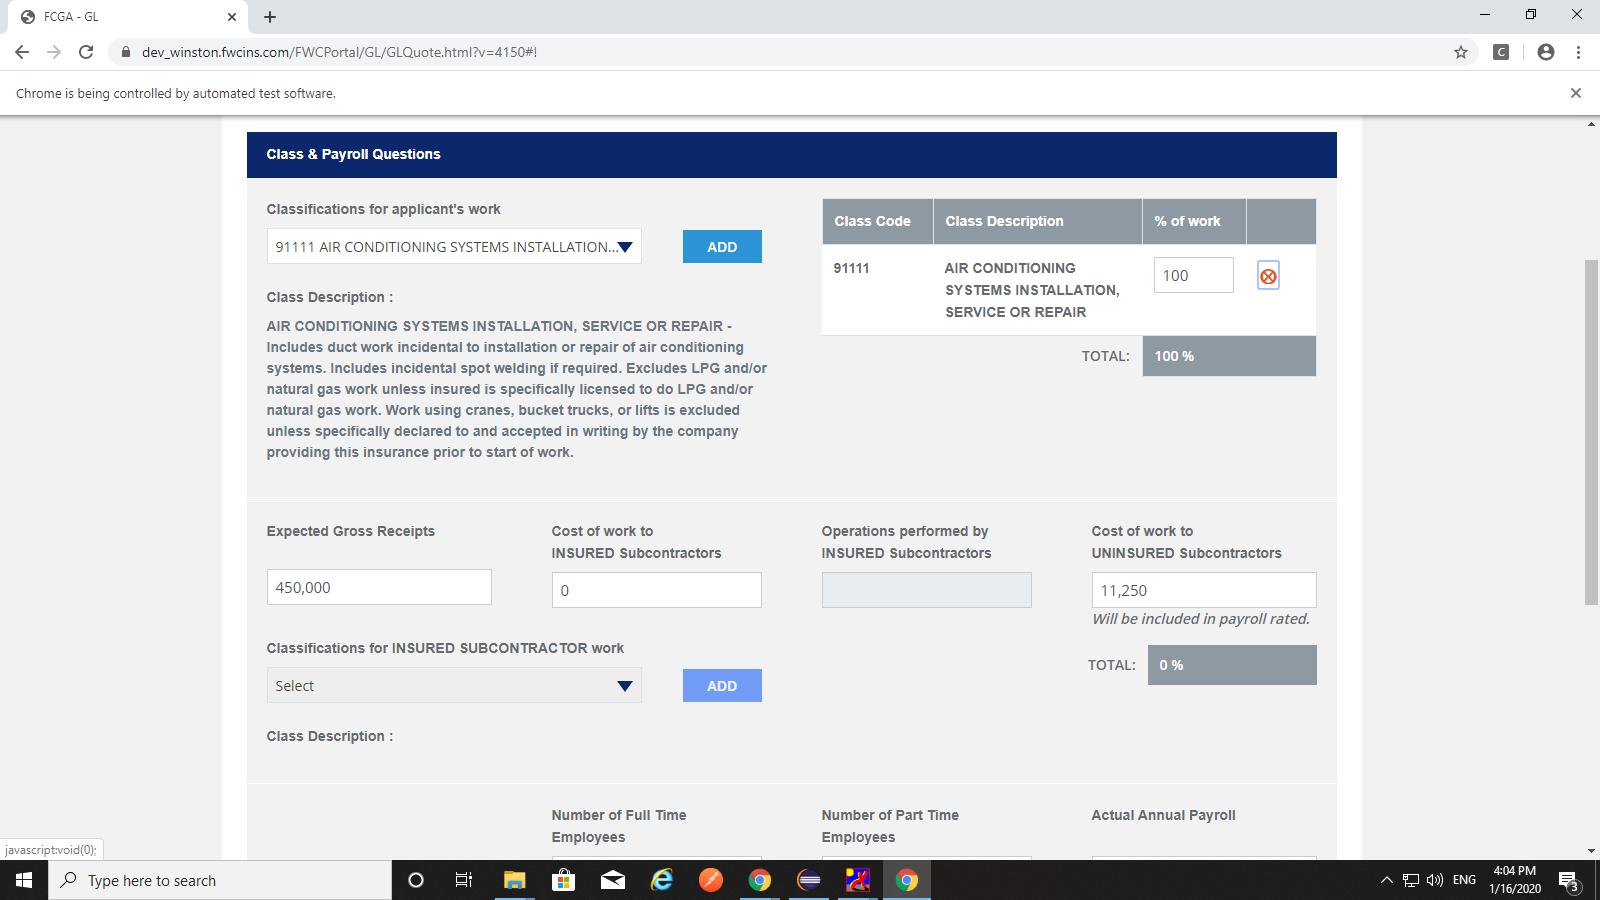 FCGA - GL
dev_winston.fwcins.com/FWCPortal/GL/GLQuote.html?v=4150#!
C
Chrome is being controlled by automated test software.
Class & Payroll Questions
Classifications for applicant's work
91111 AIR CONDITIONING SYSTEMS INSTALLATION...
ADD
Class Description :
AIR CONDITIONING SYSTEMS INSTALLATION, SERVICE OR REPAIR -
Includes duct work incidental to installation or repair of air conditioning
systems. Includes incidental spot welding if required. Excludes LPG and/or
natural gas work unless insured is specifically licensed to do LPG and/or
natural gas work. Work using cranes, bucket trucks, or lifts is excluded
unless specifically declared to and accepted in writing by the company
providing this insurance prior to start of work.
Class Code Class Description % of work
91111 AIR CONDITIONING 100
SYSTEMS INSTALLATION,
SERVICE OR REPAIR
TOTAL: 100 %
Expected Gross Receipts
450,000
Cost of work to
INSURED Subcontractors
0
Operations performed by
INSURED Subcontractors
Cost of work to
UNINSURED Subcontractors
11,250
Will be included in payroll rated.
Classifications for INSURED SUBCONTRACTOR work
Select
ADD
TOTAL: 0 %
Class Description :
Number of Full Time
Employees
Number of Part Time
Employees
Actual Annual Payroll
javascript:void(0);
Type here to search
ENG
4:04 PM
1/16/2020
3